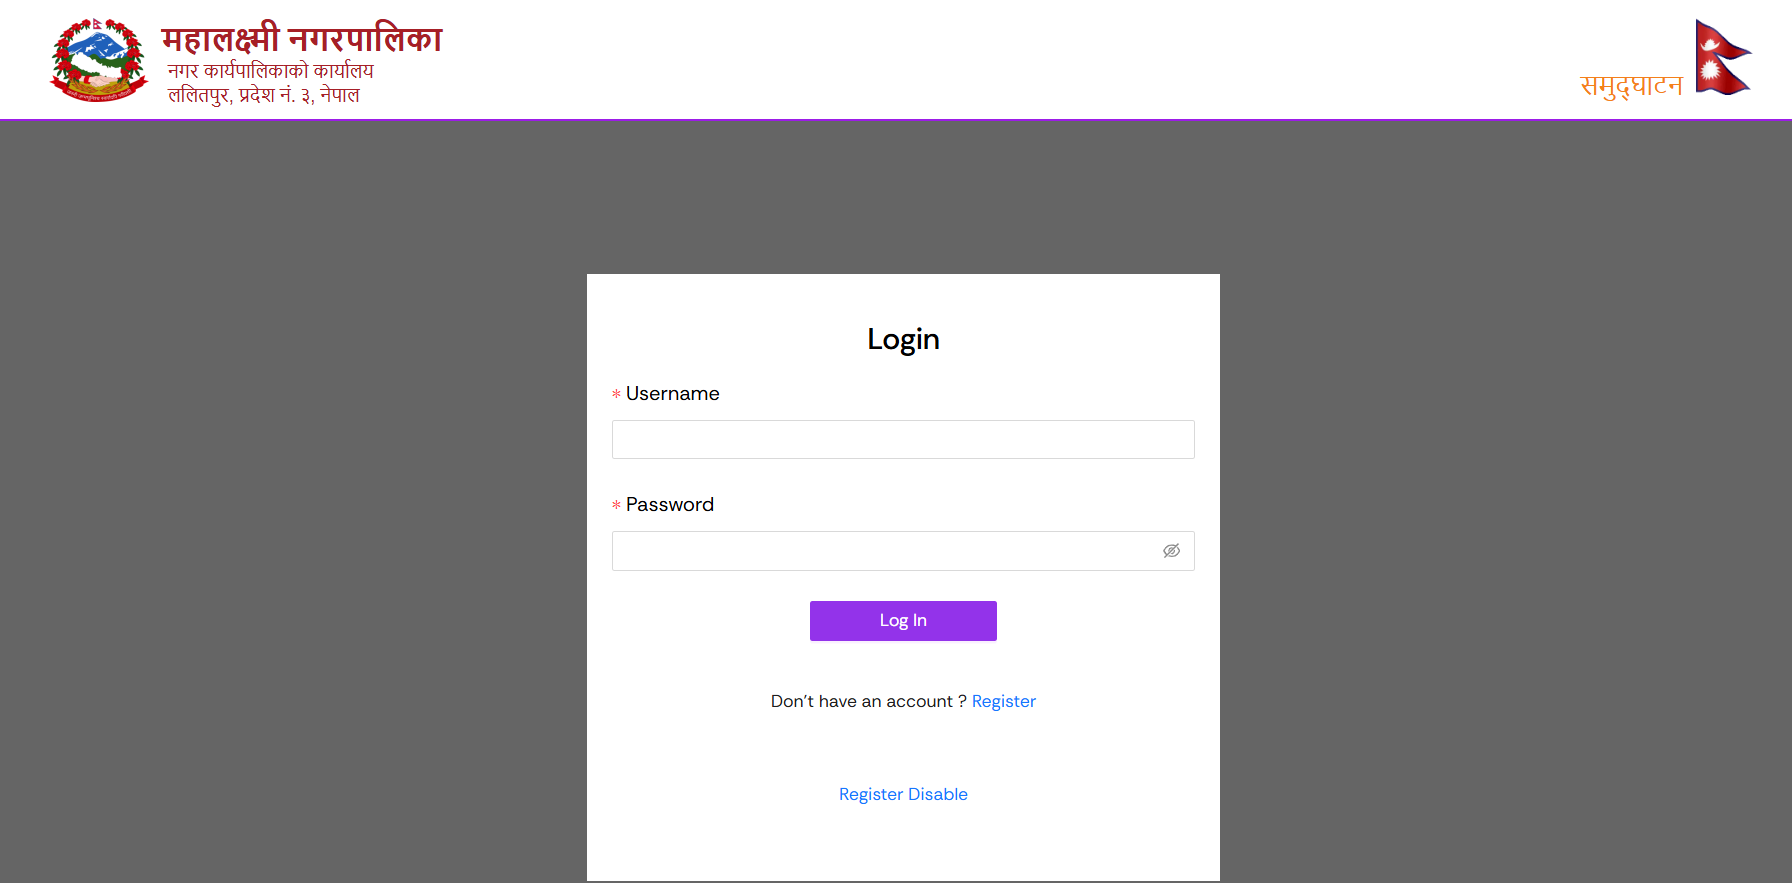 महालक्ष्मी नगरपालिका
नगर कार्यपालिकाको कार्यालय
ललितपुर, प्रदेश नं. ३, नेपाल
समुद्घाटन
Login
* Username
* Password
Log In
Don't have an account ? Register
Register Disable